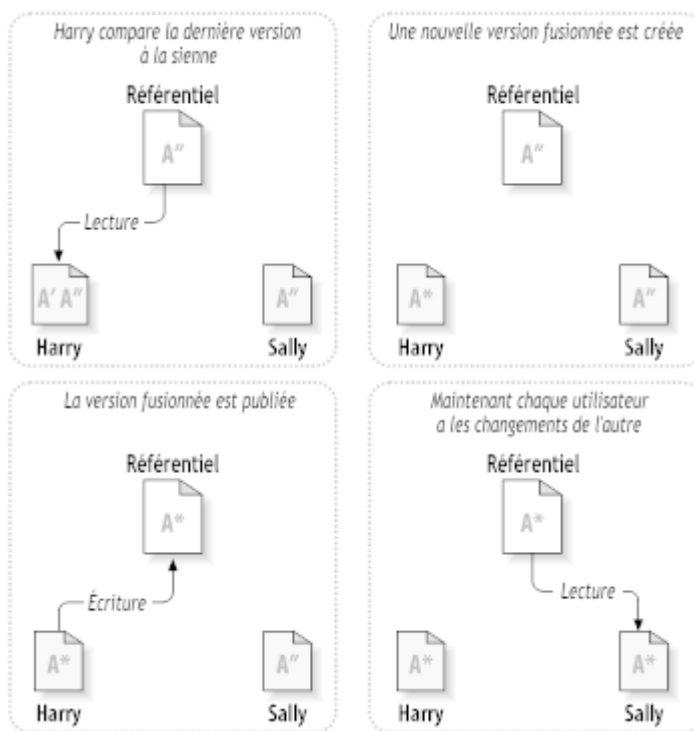 Harry compare la dernière version
à la sienne
Référentiel
A″
Lecture
A′ A″
A″
Harry
Sally
Une nouvelle version fusionnée est créée
Référentiel
A″
A*
A″
Harry
Sally
La version fusionnée est publiée
Référentiel
A*
Écriture
A*
A″
Harry
Sally
Maintenant chaque utilisateur
a les changements de l'autre
Référentiel
A*
Lecture
A*
A*
Harry
Sally